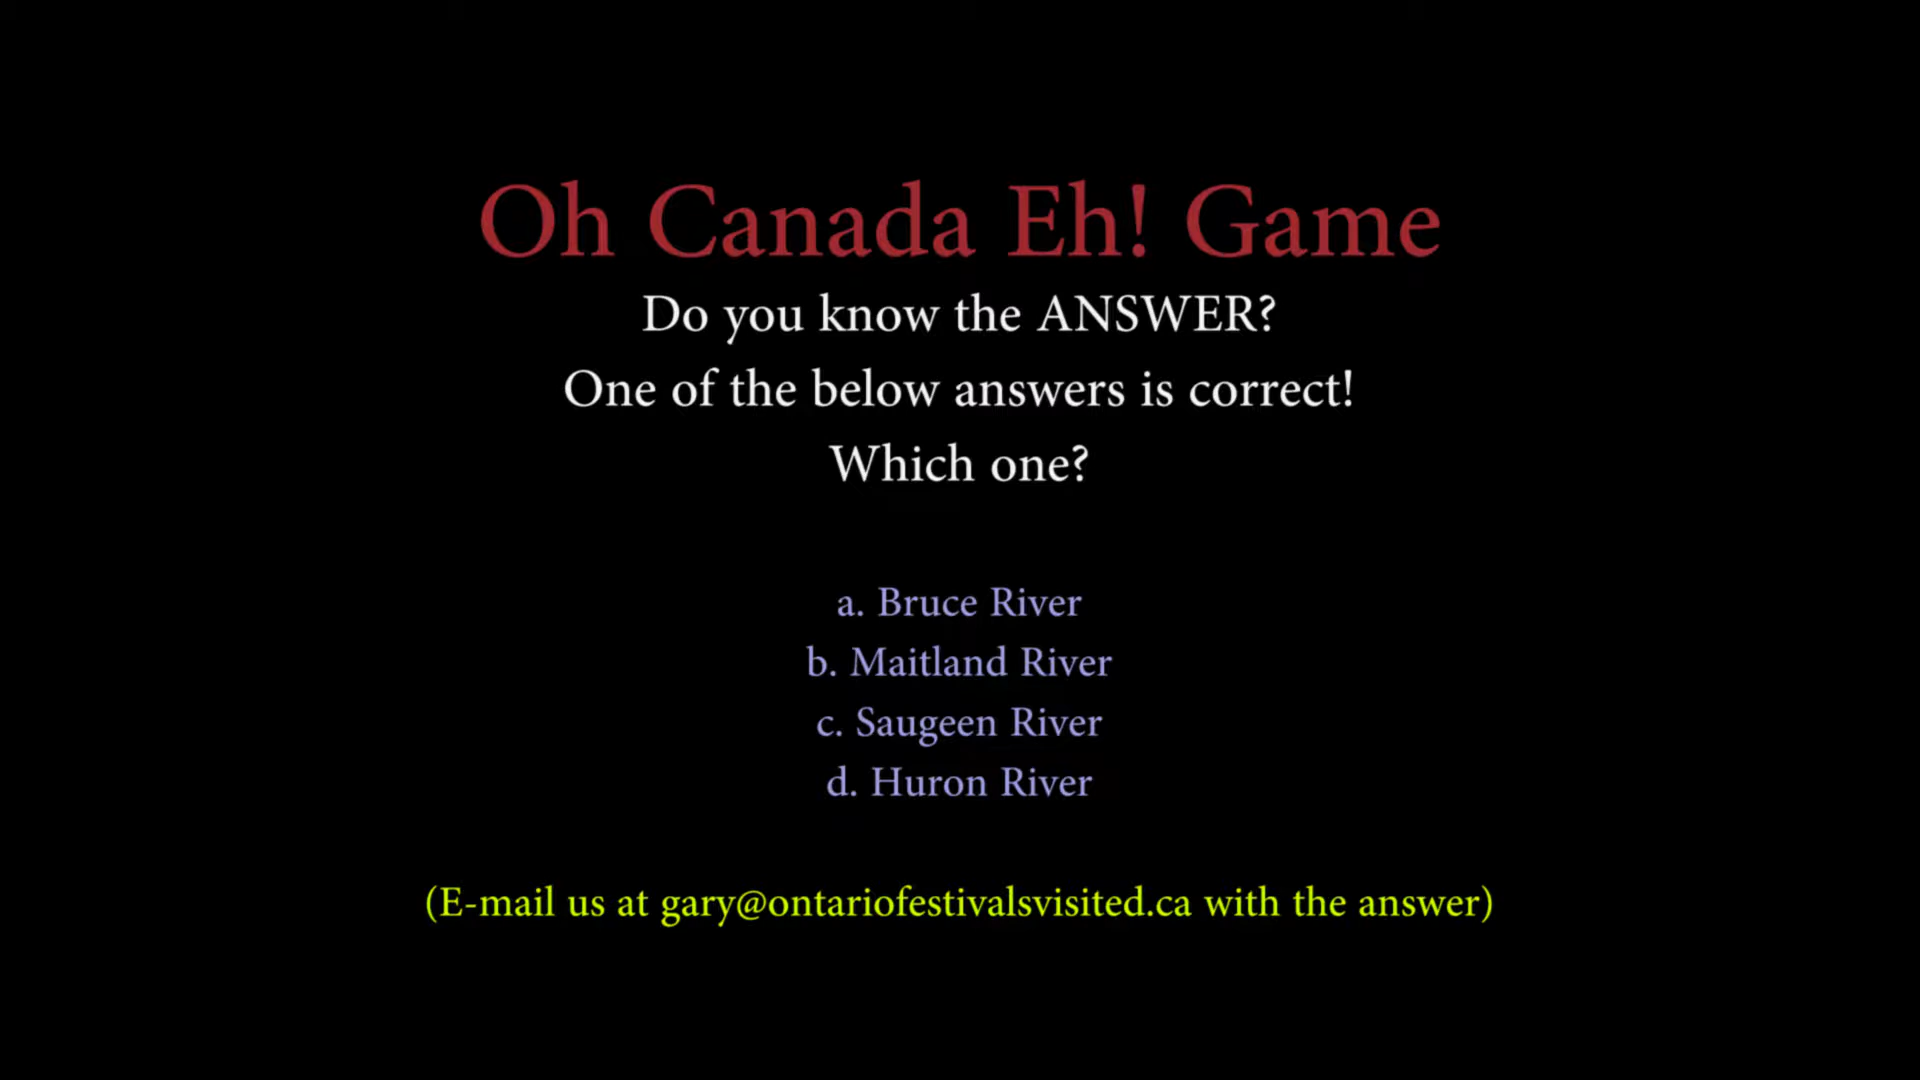 Oh Canada Eh! Game
Do you know the ANSWER?
One of the below answers is correct!
Which one?
a. Bruce River
b. Maitland River
c. Saugeen River
d. Huron River
(E-mail us at gary@ontariofestivalsvisited.ca with the answer)